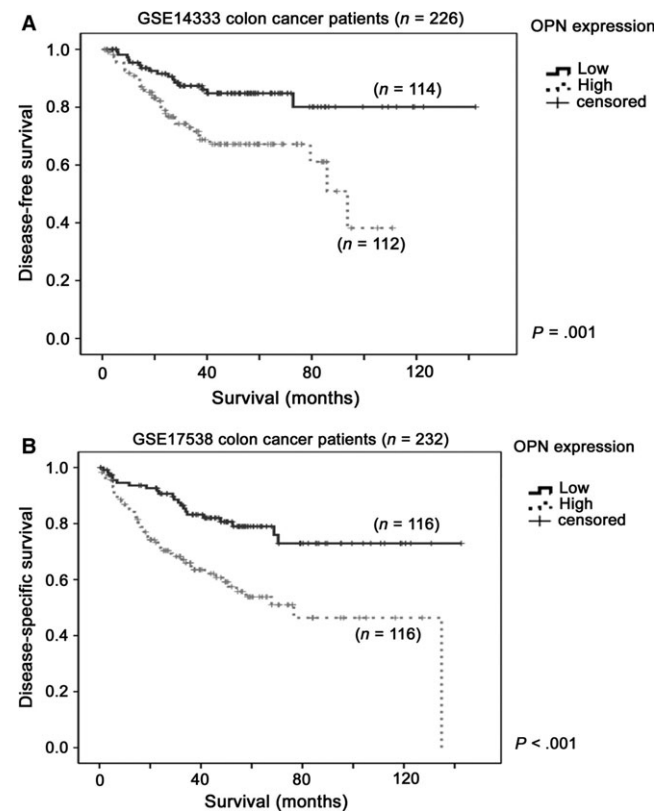 A
GSE14333 colon cancer patients (n = 226)
OPN expression
Low
High
censored
1.0
0.8
0.6
0.4
0.2
0.0
Disease-free survival
(n = 114)
(n = 112)
P = .001
0 40 80 120
Survival (months)
B
GSE17538 colon cancer patients (n = 232)
OPN expression
Low
High
censored
1.0
0.8
0.6
0.4
0.2
0.0
Disease-specific survival
(n = 116)
(n = 116)
P < .001
0 40 80 120
Survival (months)